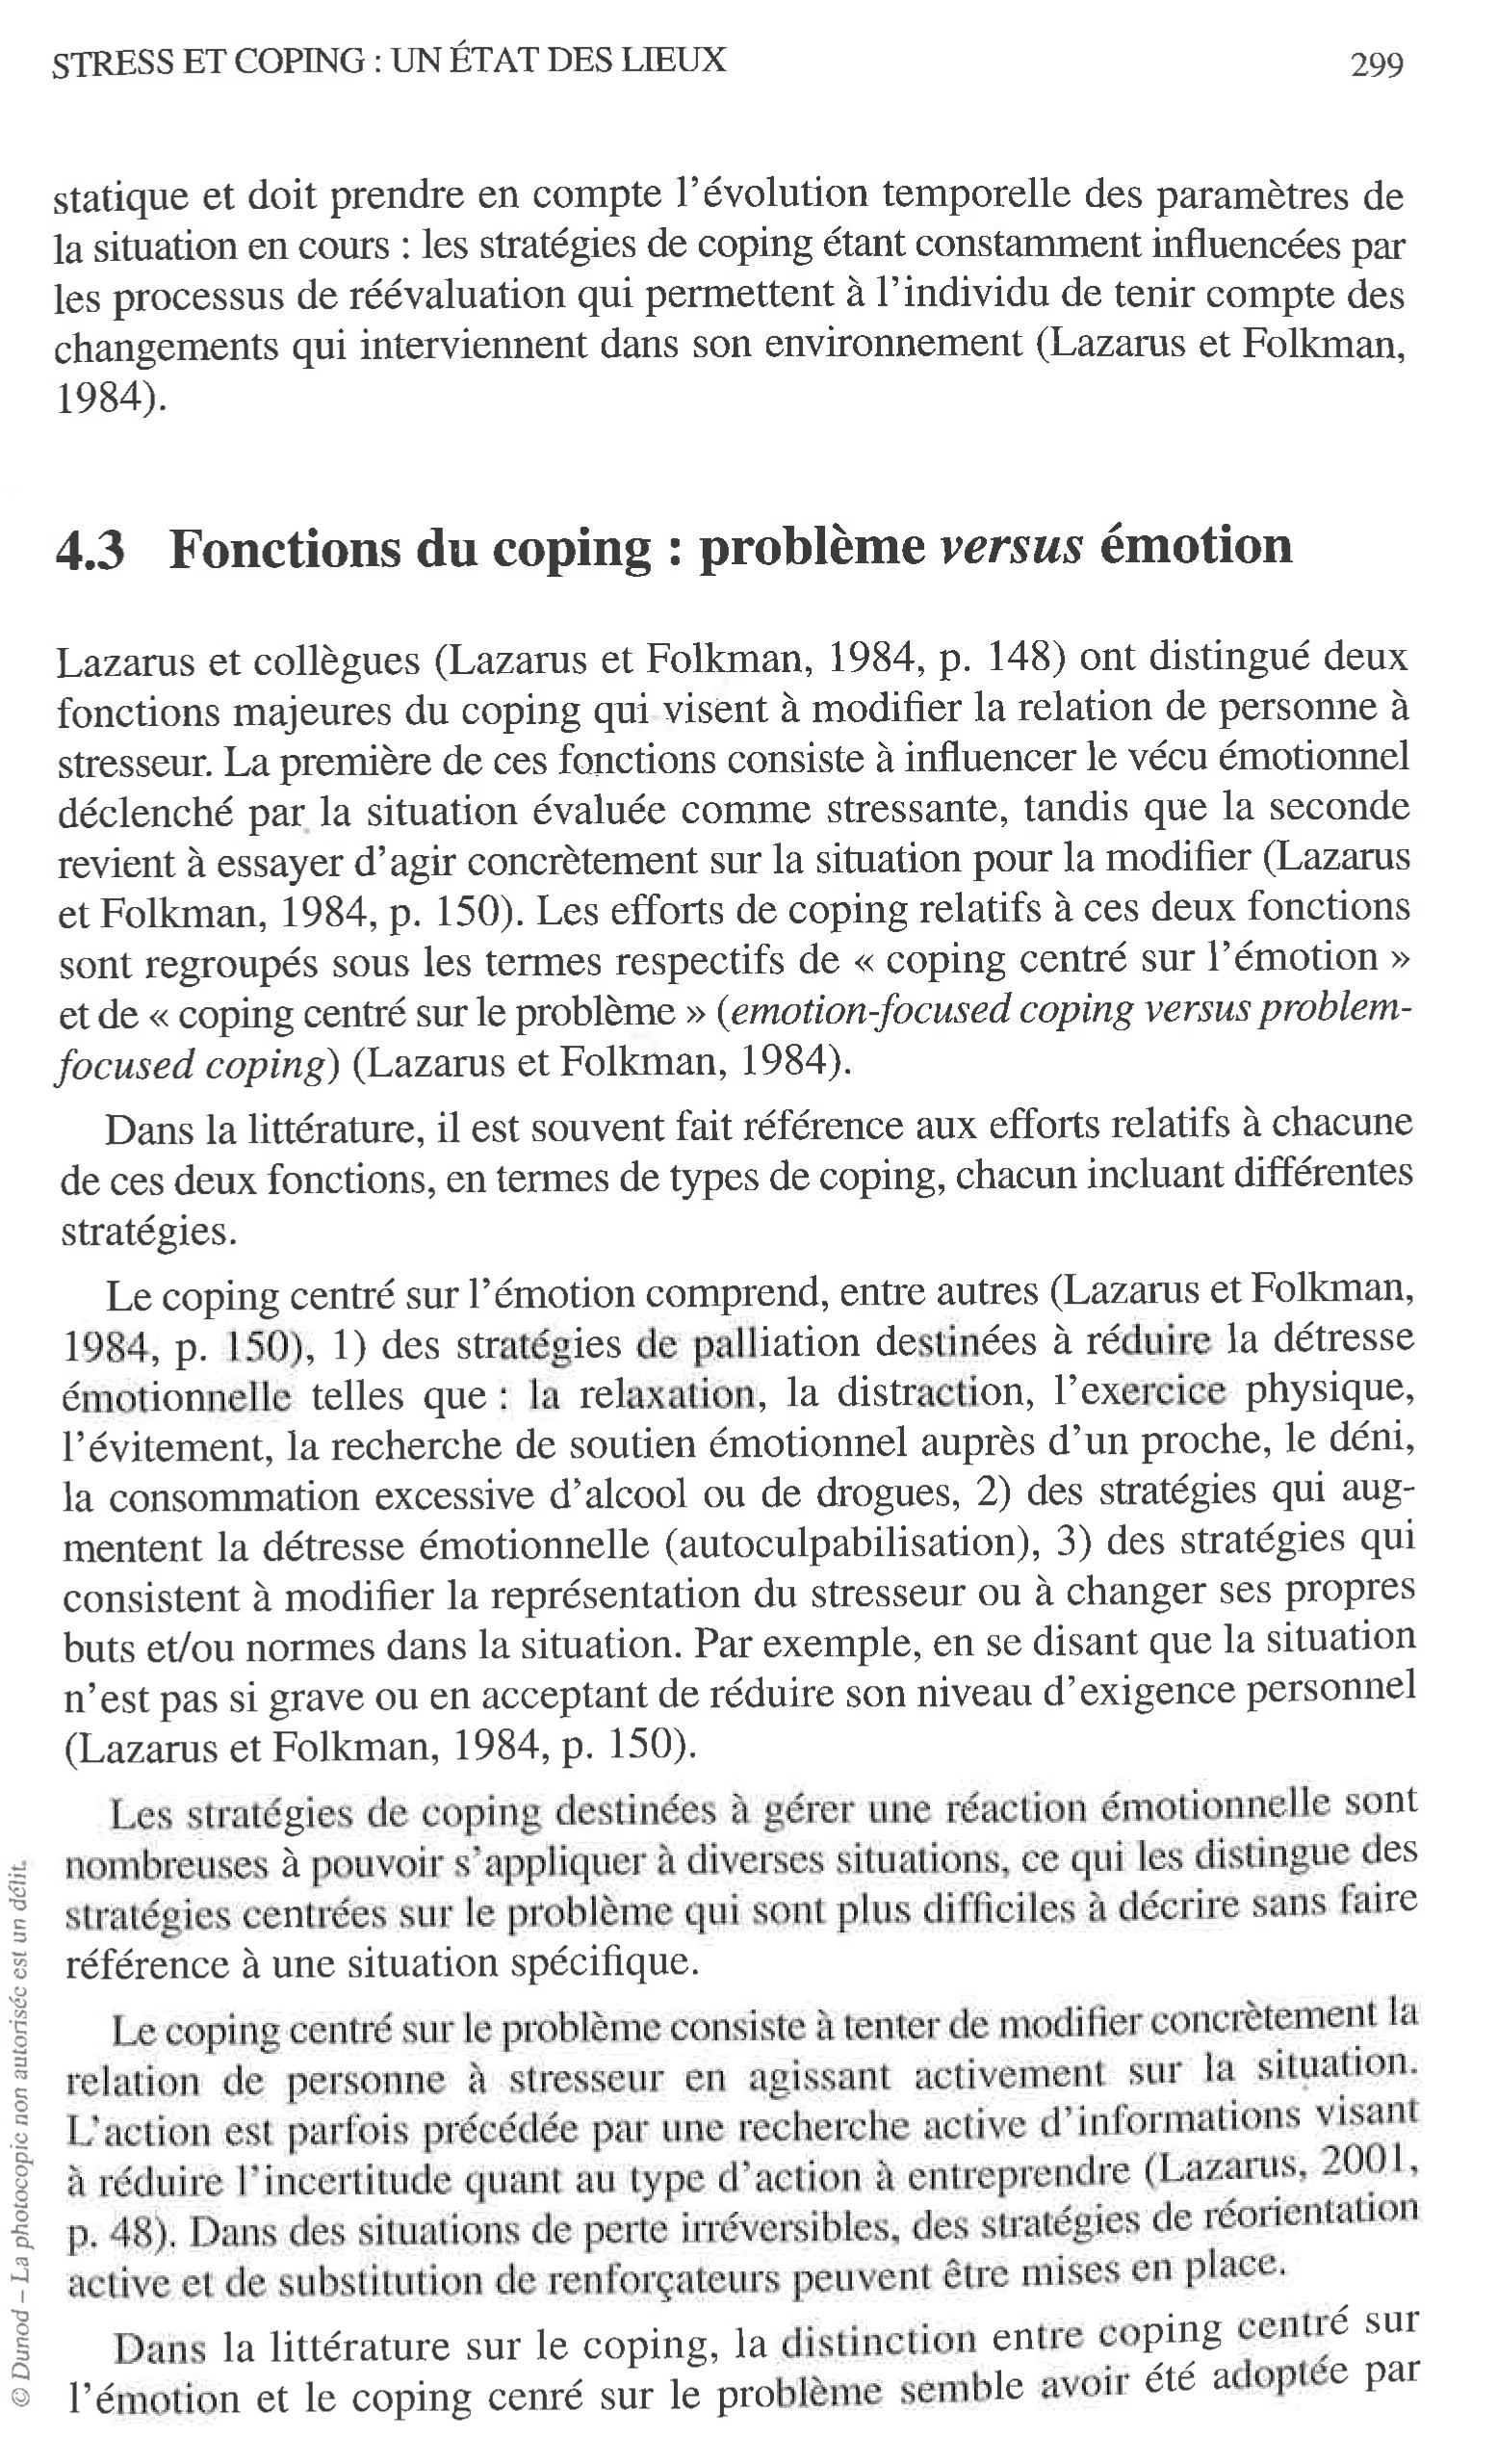 STRESS ET COPING : UN ÉTAT DES LIEUX 299
statique et doit prendre en compte l'évolution temporelle des paramètres de
la situation en cours : les stratégies de coping étant constamment influencées par
les processus de réévaluation qui permettent à l'individu de tenir compte des
changements qui interviennent dans son environnement (Lazarus et Folkman,
1984).
4.3 Fonctions du coping : problème versus émotion
Lazarus et collègues (Lazarus et Folkman, 1984, p. 148) ont distingué deux
fonctions majeures du coping qui visent à modifier la relation de personne à
stresseur. La première de ces fonctions consiste à influencer le vécu émotionnel
déclenché par la situation évaluée comme stressante, tandis que la seconde
revient à essayer d'agir concrètement sur la situation pour la modifier (Lazarus
et Folkman, 1984, p. 150). Les efforts de coping relatifs à ces deux fonctions
sont regroupés sous les termes respectifs de « coping centré sur l'émotion »
et de « coping centré sur le problème » (emotion-focused coping versus problem-
focused coping) (Lazarus et Folkman, 1984).
Dans la littérature, il est souvent fait référence aux efforts relatifs à chacune
de ces deux fonctions, en termes de types de coping, chacun incluant différentes
stratégies.
Le coping centré sur l'émotion comprend, entre autres (Lazarus et Folkman,
1984, p. 150), 1) des stratégies de palliation destinées à réduire la détresse
émotionnelle telles que : la relaxation, la distraction, l'exercice physique,
l'évitement, la recherche de soutien émotionnel auprès d'un proche, le déni,
la consommation excessive d'alcool ou de drogues, 2) des stratégies qui aug-
mentent la détresse émotionnelle (autoculpabilisation), 3) des stratégies qui
consistent à modifier la représentation du stresseur ou à changer ses propres
buts et/ou normes dans la situation. Par exemple, en se disant que la situation
n'est pas si grave ou en acceptant de réduire son niveau d'exigence personnel
(Lazarus et Folkman, 1984, p. 150).
Les stratégies de coping destinées à gérer une réaction émotionnelle sont
nombreuses à pouvoir s'appliquer à diverses situations, ce qui les distingue des
stratégies centrées sur le problème qui sont plus difficiles à décrire sans faire
référence à une situation spécifique.
Le coping centré sur le problème consiste à tenter de modifier concrètement la
relation de personne à stresseur en agissant activement sur la situation.
L'action est parfois précédée par une recherche active d'informations visant
à réduire l'incertitude quant au type d'action à entreprendre (Lazarus, 2001,
p. 48). Dans des situations de perte irréversibles, des stratégies de réorientation
active et de substitution de renforçateurs peuvent être mises en place.
Dans la littérature sur le coping, la distinction entre coping centré sur
l'émotion et le coping cenré sur le problème semble avoir été adoptée par
© Dunod – La photocopie non autorisée est un délit.